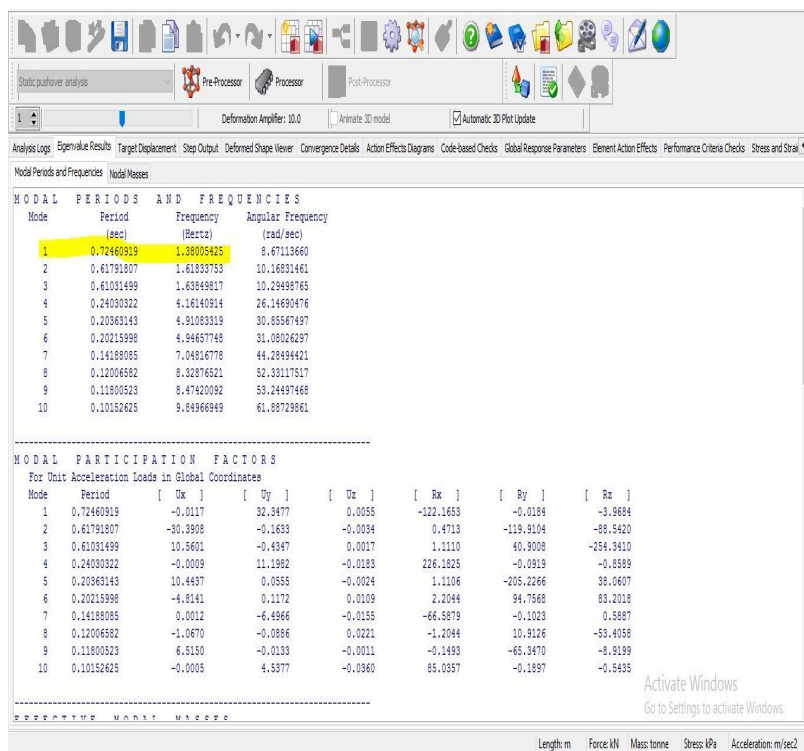 Static pushover analysis Pre-Processor Processor Post-Processor
1 Deformation Amplifier: 10.0 Animate 3D model Automatic 3D Plot Update
Analysis Logs Eigenvalue Results Target Displacement Step Output Deformed Shape Viewer Convergence Details Action Effects Diagrams Code-based Checks Global Response Parameters Element Action Effects Performance Criteria Checks Stress and Strai
Modal Periods and Frequencies Nodal Masses
M O D A L P E R I O D S A N D F R E Q U E N C I E S
Mode Period Frequency Angular Frequency
(sec) (Hertz) (rad/sec)
1 0.72460919 1.38005425 8.67113660
2 0.61791807 1.61833753 10.16831461
3 0.61031499 1.63849817 10.29498765
4 0.24030322 4.16140914 26.14690476
5 0.20363143 4.91083319 30.85567497
6 0.20215998 4.94657748 31.08026297
7 0.14188085 7.04816778 44.28494421
8 0.12006582 8.32876521 52.33117517
9 0.11800523 8.47420092 53.24497468
10 0.10152625 9.84966949 61.88729861
M O D A L P A R T I C I P A T I O N F A C T O R S
For Unit Acceleration Loads in Global Coordinates
Mode Period [ Ux ] [ Uy ] [ Uz ] [ Rx ] [ Ry ] [ Rz ]
1 0.72460919 -0.0117 32.3477 0.0055 -122.1653 -0.0184 -3.9684
2 0.61791807 -30.3908 -0.1633 -0.0034 0.4713 -119.9104 -88.5420
3 0.61031499 10.5601 -0.4347 0.0017 1.1110 40.9008 -254.3410
4 0.24030322 -0.0009 11.1982 -0.0183 226.1825 -0.0919 -0.8589
5 0.20363143 10.4437 0.0555 -0.0024 1.1106 -205.2266 38.0607
6 0.20215998 -4.8141 0.1172 0.0109 2.2044 94.7568 83.2018
7 0.14188085 0.0012 -6.4966 -0.0155 -66.5879 -0.1023 0.5887
8 0.12006582 -1.0670 -0.0886 0.0221 -1.2044 10.9126 -53.4058
9 0.11800523 6.5150 -0.0133 -0.0011 -0.1493 -65.3470 -8.9199
10 0.10152625 -0.0005 4.5377 -0.0360 85.0357 -0.1897 -0.5435
Activate Windows
Go to Settings to activate Windows.
E F F E C T I V E M O D A L M A S S E S
Length: m Force: kN Mass: tonne Stress: kPa Acceleration: m/sec2